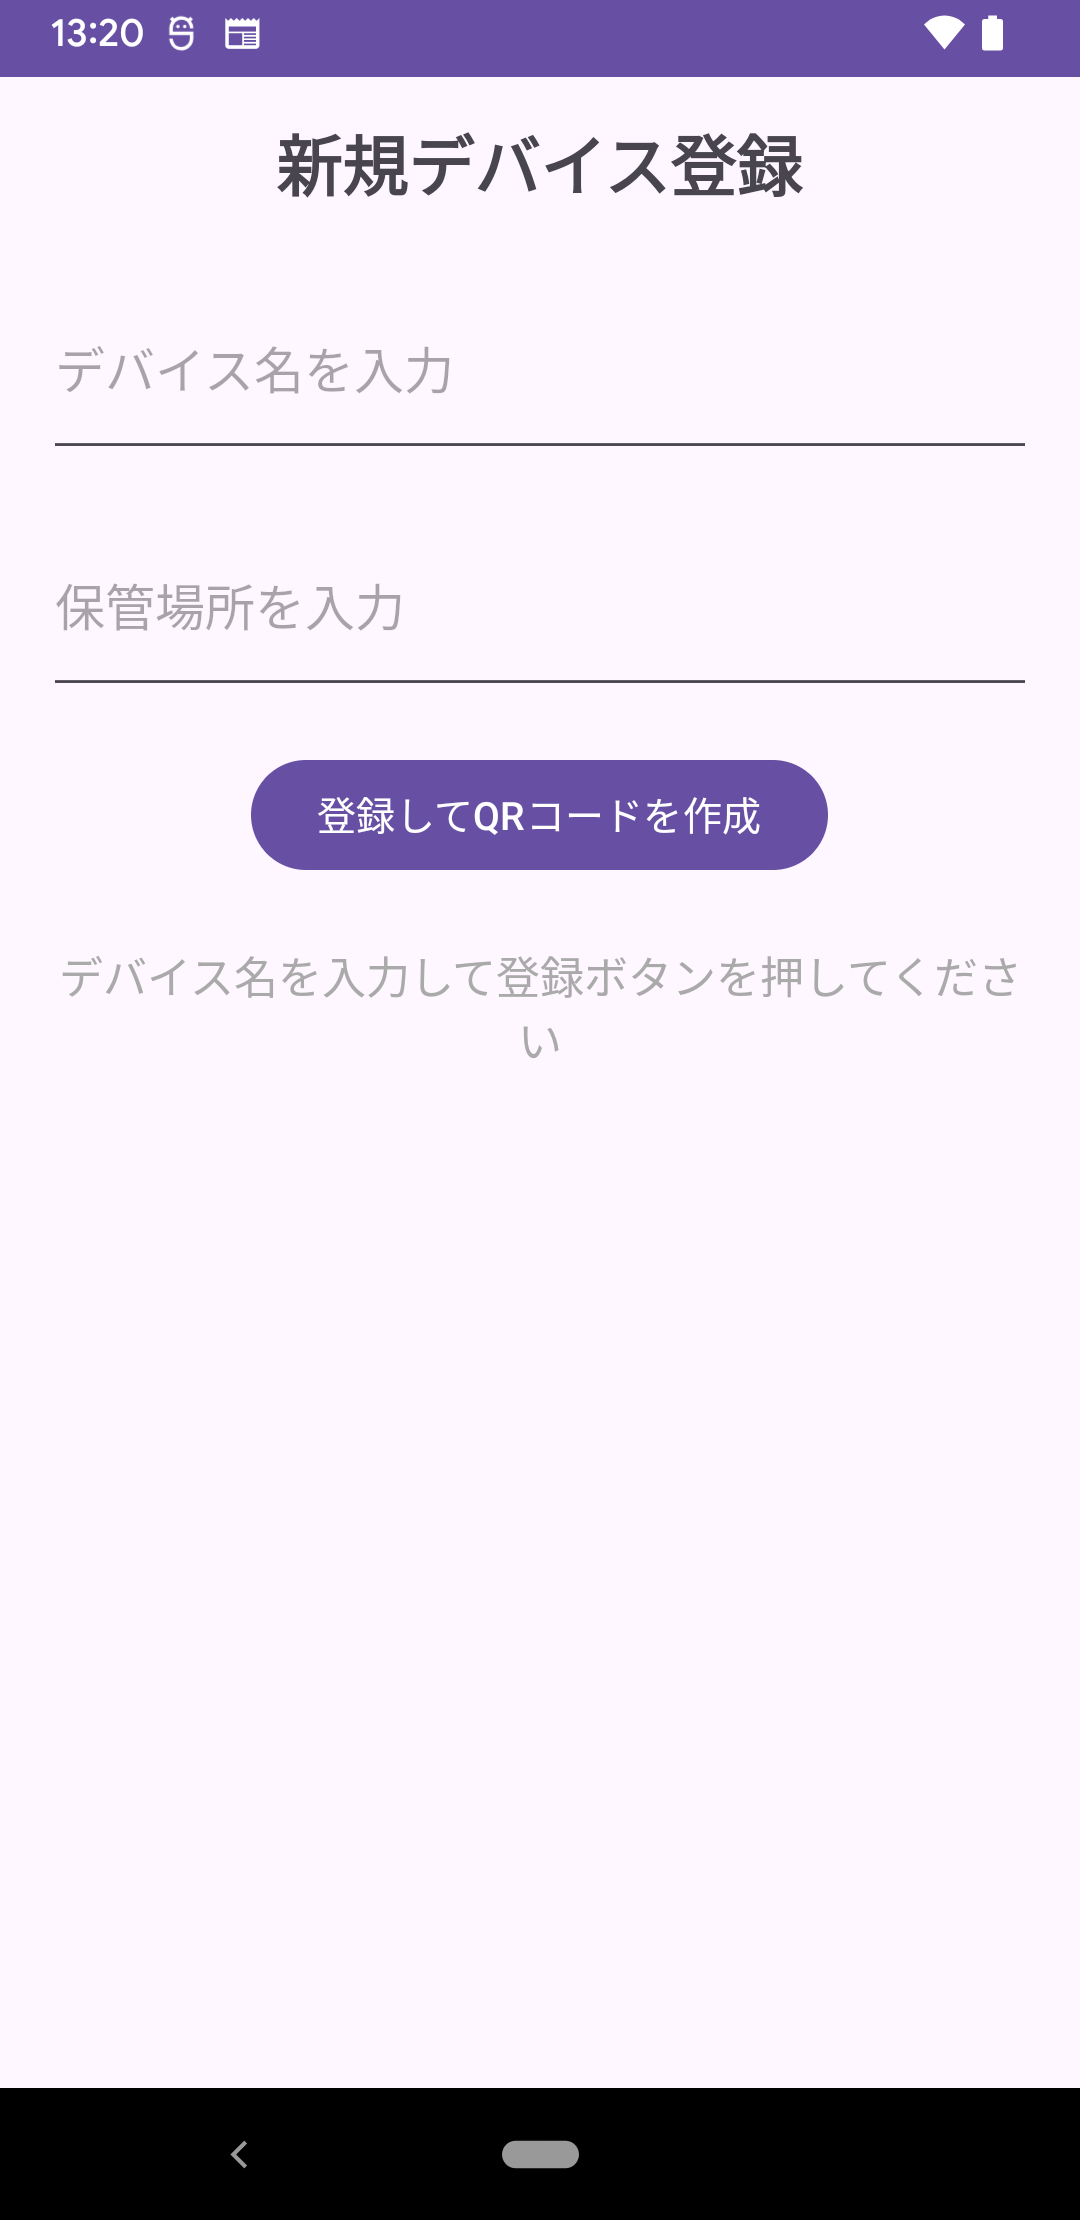 13:20
新規デバイス登録
デバイス名を入力
保管場所を入力
登録してQRコードを作成
デバイス名を入力して登録ボタンを押してくださ
い